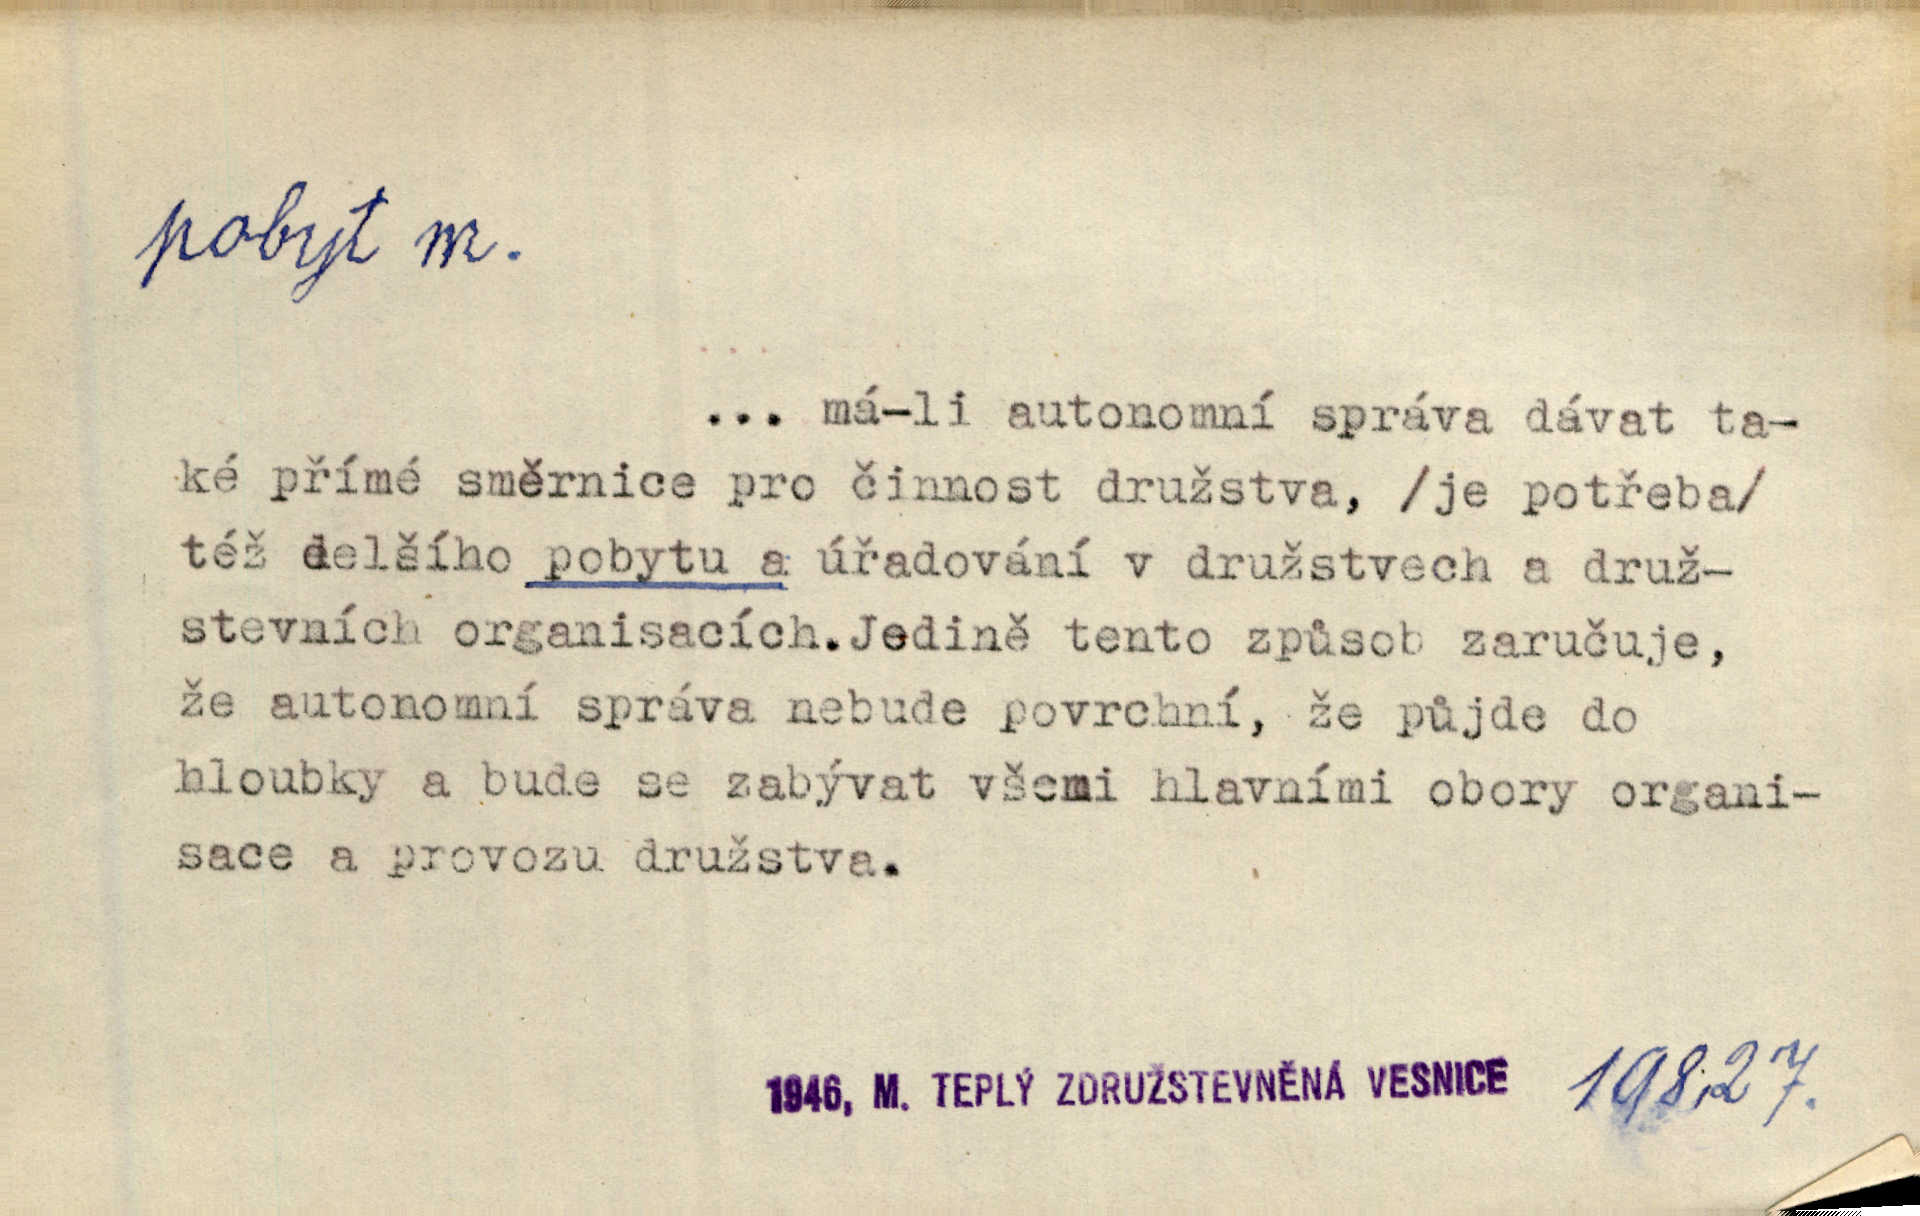 pobyt m.
... má-li autonomní správa dávat ta-
ké přímé směrnice pro činnost družstva, /je potřeba/
též delšího pobytu a úřadování v družstvech a druž-
stevních organisacích.Jedině tento způsob zaručuje,
že autonomní správa nebude povrchní, že půjde do
hloubky a bude se zabývat všemi hlavními obory organi-
sace a provozu družstva.
1946, M. TEPLÝ ZDRUŽSTEVNĚNÁ VESNICE 198,27.